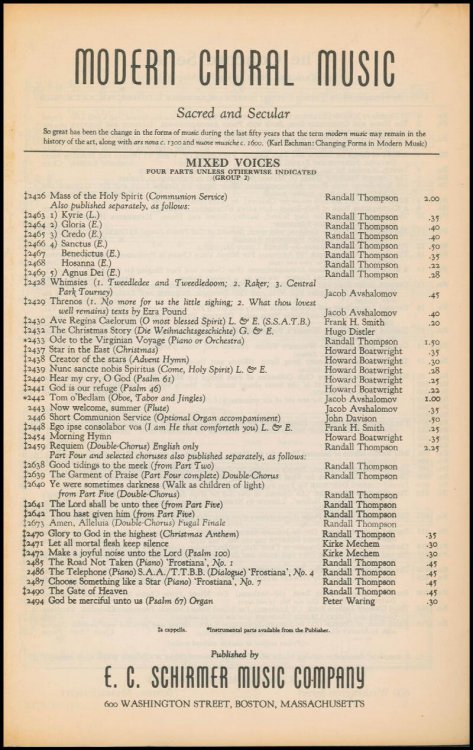 MODERN CHORAL MUSIC
Sacred and Secular
So great has been the change in the forms of music during the last fifty years that the term modern music may remain in the
history of the art, along with ars nona c. 1300 and nuone musiche c. 1600. (Karl Eschman: Changing Forms in Modern Music)
MIXED VOICES
FOUR PARTS UNLESS OTHERWISE INDICATED
(GROUP 2)
‡2426 Mass of the Holy Spirit (Communion Service) Randall Thompson 2.00
Also published separately, as follows:
‡2463 1) Kyrie (L.) Randall Thompson .35
‡2464 2) Gloria (E.) Randall Thompson .40
‡2465 3) Credo (E.) Randall Thompson .40
‡2466 4) Sanctus (E.) Randall Thompson .50
‡2467 Benedictus (E.) Randall Thompson .35
‡2468 Hosanna (E.) Randall Thompson .22
‡2469 5) Agnus Dei (E.) Randall Thompson .28
‡2428 Whimsies (1. Tweedledee and Tweedledoom; 2. Raker; 3. Central
Park Tourney) Jacob Avshalomov .45
‡2429 Threnos (1. No more for us the little sighing; 2. What thou lovest
well remains) texts by Ezra Pound Jacob Avshalomov .40
‡2430 Ave Regina Caelorum (O most blessed Spirit) L. & E. (S.S.A.T.B.) Frank H. Smith .20
‡2432 The Christmas Story (Die Weihnachtsgeschichte) G. & E. Hugo Distler
*2433 Ode to the Virginian Voyage (Piano or Orchestra) Randall Thompson 1.50
‡2437 Star in the East (Christmas) Howard Boatwright .35
‡2438 Creator of the stars (Advent Hymn) Howard Boatwright .30
‡2439 Nunc sancte nobis Spiritus (Come, Holy Spirit) L. & E. Howard Boatwright .28
‡2440 Hear my cry, O God (Psalm 61) Howard Boatwright .25
‡2441 God is our refuge (Psalm 46) Howard Boatwright .22
*2442 Tom o'Bedlam (Oboe, Tabor and Jingles) Jacob Avshalomov 1.00
2443 Now welcome, summer (Flute) Jacob Avshalomov .35
2446 Short Communion Service (Optional Organ accompaniment) John Davison .50
‡2448 Ego ipse consolabor vos (I am He that comforteth you) L. & E. Frank H. Smith .25
‡2454 Morning Hymn Howard Boatwright .35
‡2459 Requiem (Double-Chorus) English only Randall Thompson 2.25
Part Four and selected choruses also published separately, as follows:
‡2638 Good tidings to the meek (from Part Two) Randall Thompson
‡2639 The Garment of Praise (Part Four complete) Double-Chorus Randall Thompson
‡2640 Ye were sometimes darkness (Walk as children of light)
from Part Five (Double-Chorus) Randall Thompson
‡2641 The Lord shall be unto thee (from Part Five) Randall Thompson
‡2642 Thou hast given him (from Part Five) Randall Thompson
‡2673 Amen, Alleluia (Double-Chorus) Fugal Finale Randall Thompson
‡2470 Glory to God in the highest (Christmas Anthem) Randall Thompson .35
‡2471 Let all mortal flesh keep silence Kirke Mechem .30
‡2472 Make a joyful noise unto the Lord (Psalm 100) Kirke Mechem .30
2485 The Road Not Taken (Piano) 'Frostiana', No. 1 Randall Thompson .45
2486 The Telephone (Piano) S.A.A./T.T.B.B. (Dialogue) 'Frostiana', No. 4 Randall Thompson .45
‡2487 Choose Something like a Star (Piano) 'Frostiana', No. 7 Randall Thompson .45
‡2490 The Gate of Heaven Randall Thompson .45
2494 God be merciful unto us (Psalm 67) Organ Peter Waring .30
‡a cappella. *Instrumental parts available from the Publisher.
Published by
E. C. SCHIRMER MUSIC COMPANY
600 WASHINGTON STREET, BOSTON, MASSACHUSETTS